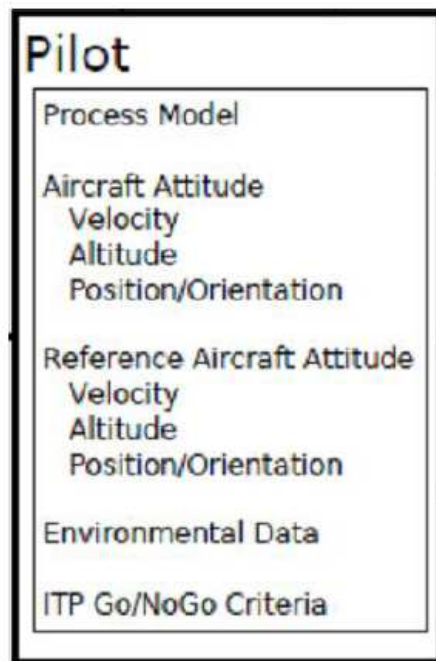 Pilot
Process Model
Aircraft Attitude
Velocity
Altitude
Position/Orientation
Reference Aircraft Attitude
Velocity
Altitude
Position/Orientation
Environmental Data
ITP Go/NoGo Criteria